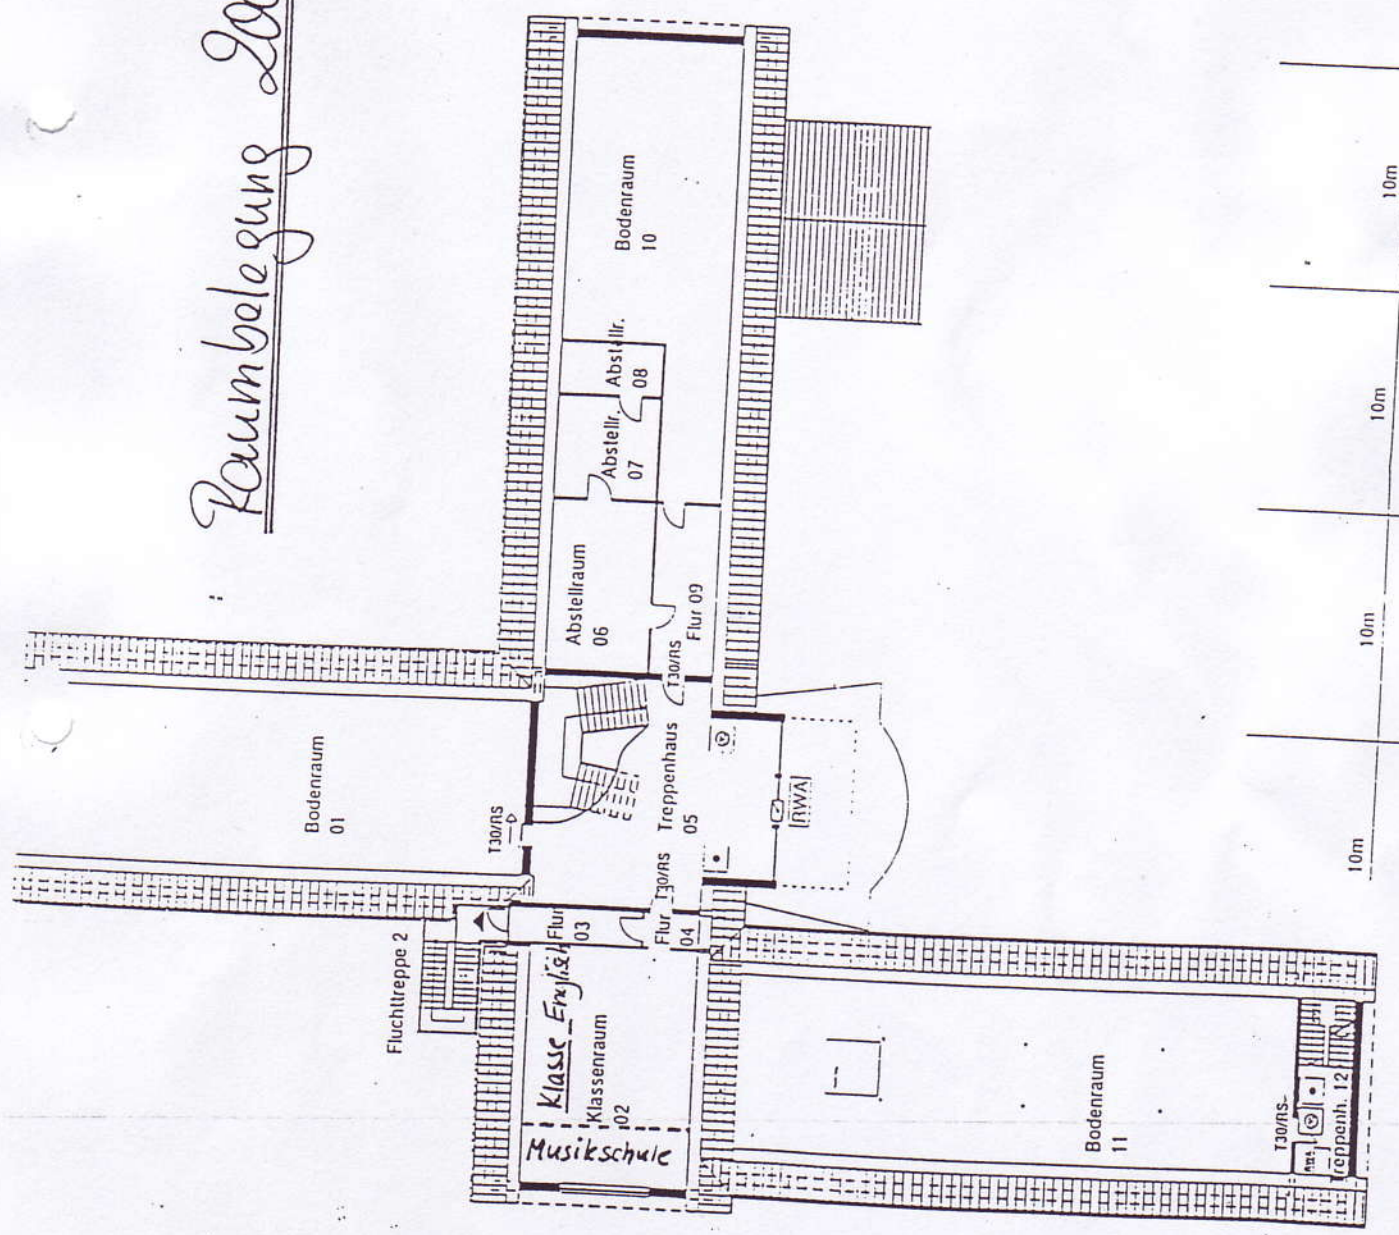 Raumbelegung
Bodenraum
10
Abstellr.
08
Abstellr.
07
Abstellraum
06
Flur 09
T30/RS
Bodenraum
01
T30/RS
Treppenhaus
05
RWA
T30/RS
Flur
03
Flur
04
Fluchttreppe 2
Klasse Englisch
Klassenraum
02
Musikschule
Bodenraum
11
T30/RS
Treppenh. 12
10m
10m
10m
10m